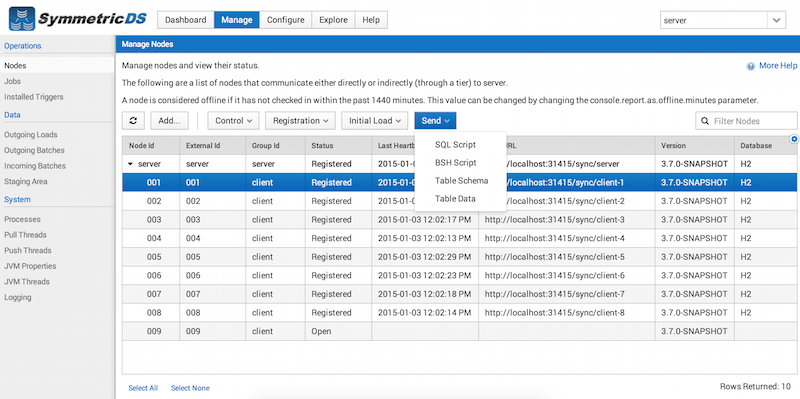 SymmetricDS Dashboard Manage Configure Explore Help server
Operations
Nodes
Jobs
Installed Triggers
Data
Outgoing Loads
Outgoing Batches
Incoming Batches
Staging Area
System
Processes
Pull Threads
Push Threads
JVM Properties
JVM Threads
Logging
Manage Nodes
Manage nodes and view their status. More Help
The following are a list of nodes that communicate either directly or indirectly (through a tier) to server.
A node is considered offline if it has not checked in within the past 1440 minutes. This value can be changed by changing the console.report.as.offline.minutes parameter.
Add... Control Registration Initial Load Send Filter Nodes
SQL Script
BSH Script
Table Schema
Table Data
Node Id External Id Group Id Status Last Heartb URL Version Database
server server server Registered 2015-01-0 /localhost:31415/sync/server 3.7.0-SNAPSHOT H2
001 001 client Registered 2015-01-0 /localhost:31415/sync/client-1 3.7.0-SNAPSHOT H2
002 002 client Registered 2015-01-0 /localhost:31415/sync/client-2 3.7.0-SNAPSHOT H2
003 003 client Registered 2015-01-03 12:02:17 PM http://localhost:31415/sync/client-3 3.7.0-SNAPSHOT H2
004 004 client Registered 2015-01-03 12:02:13 PM http://localhost:31415/sync/client-4 3.7.0-SNAPSHOT H2
005 005 client Registered 2015-01-03 12:02:29 PM http://localhost:31415/sync/client-5 3.7.0-SNAPSHOT H2
006 006 client Registered 2015-01-03 12:02:23 PM http://localhost:31415/sync/client-6 3.7.0-SNAPSHOT H2
007 007 client Registered 2015-01-03 12:02:18 PM http://localhost:31415/sync/client-7 3.7.0-SNAPSHOT H2
008 008 client Registered 2015-01-03 12:02:14 PM http://localhost:31415/sync/client-8 3.7.0-SNAPSHOT H2
009 009 client Open 3.7.0-SNAPSHOT
Select All Select None Rows Returned: 10